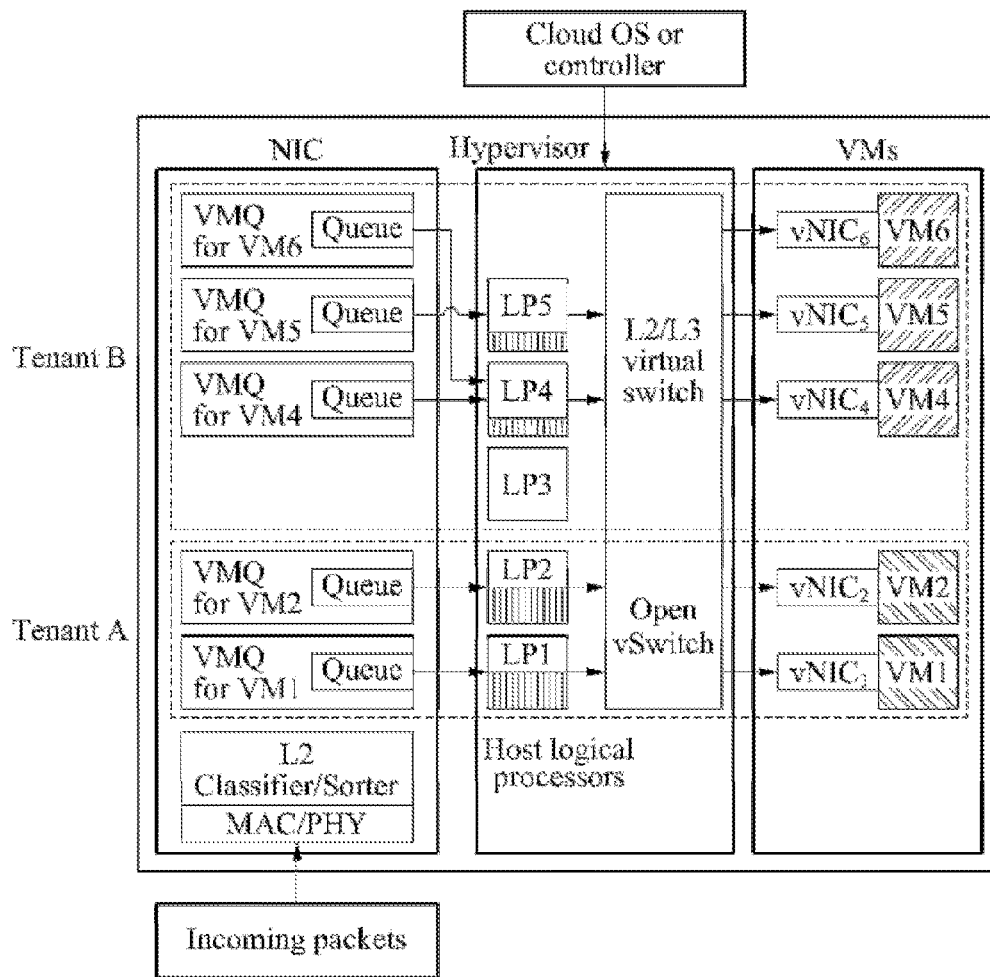 Cloud OS or
controller
NIC
Hypervisor
VMs
Tenant B
VMQ
for VM6
Queue
vNIC₆
VM6
VMQ
for VM5
Queue
LP5
vNIC₅
VM5
VMQ
for VM4
Queue
LP4
vNIC₄
VM4
LP3
L2/L3
virtual
switch
Tenant A
VMQ
for VM2
Queue
LP2
vNIC₂
VM2
VMQ
for VM1
Queue
LP1
vNIC₁
VM1
Open
vSwitch
L2
Classifier/Sorter
MAC/PHY
Host logical
processors
Incoming packets